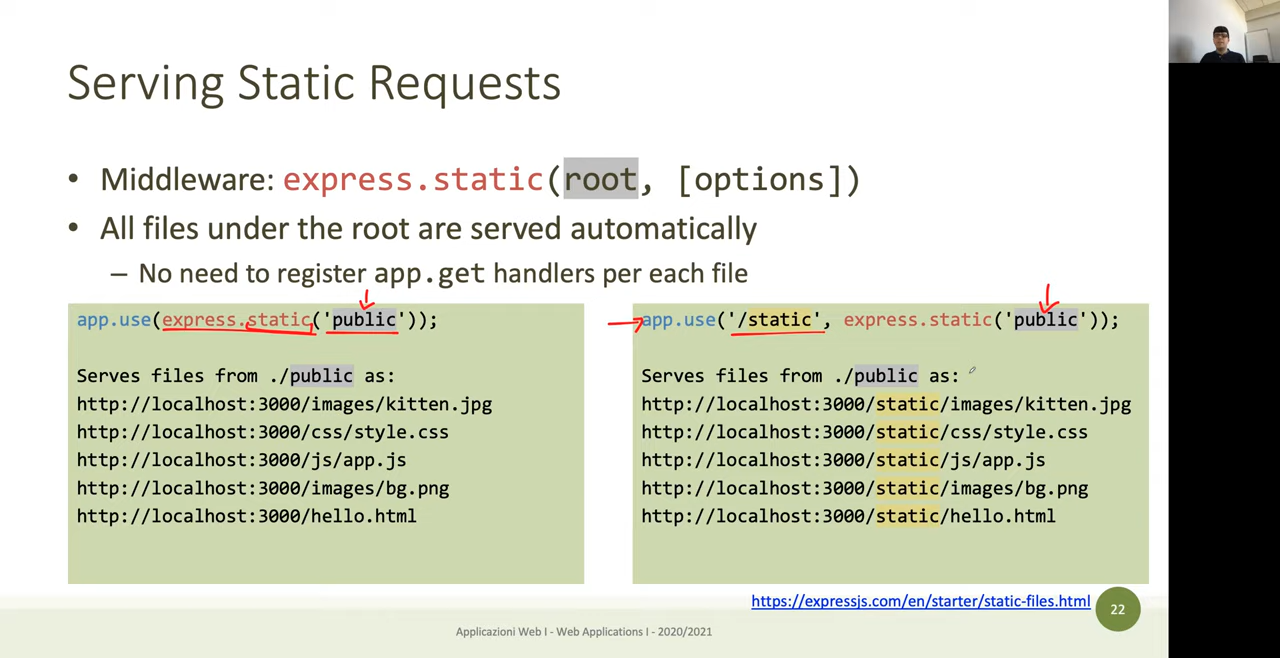 Serving Static Requests
• Middleware: express.static(root, [options])
• All files under the root are served automatically
– No need to register app.get handlers per each file
app.use(express.static('public'));
Serves files from ./public as:
http://localhost:3000/images/kitten.jpg
http://localhost:3000/css/style.css
http://localhost:3000/js/app.js
http://localhost:3000/images/bg.png
http://localhost:3000/hello.html
app.use('/static', express.static('public'));
Serves files from ./public as:
http://localhost:3000/static/images/kitten.jpg
http://localhost:3000/static/css/style.css
http://localhost:3000/static/js/app.js
http://localhost:3000/static/images/bg.png
http://localhost:3000/static/hello.html
https://expressjs.com/en/starter/static-files.html
22
Applicazioni Web I - Web Applications I - 2020/2021